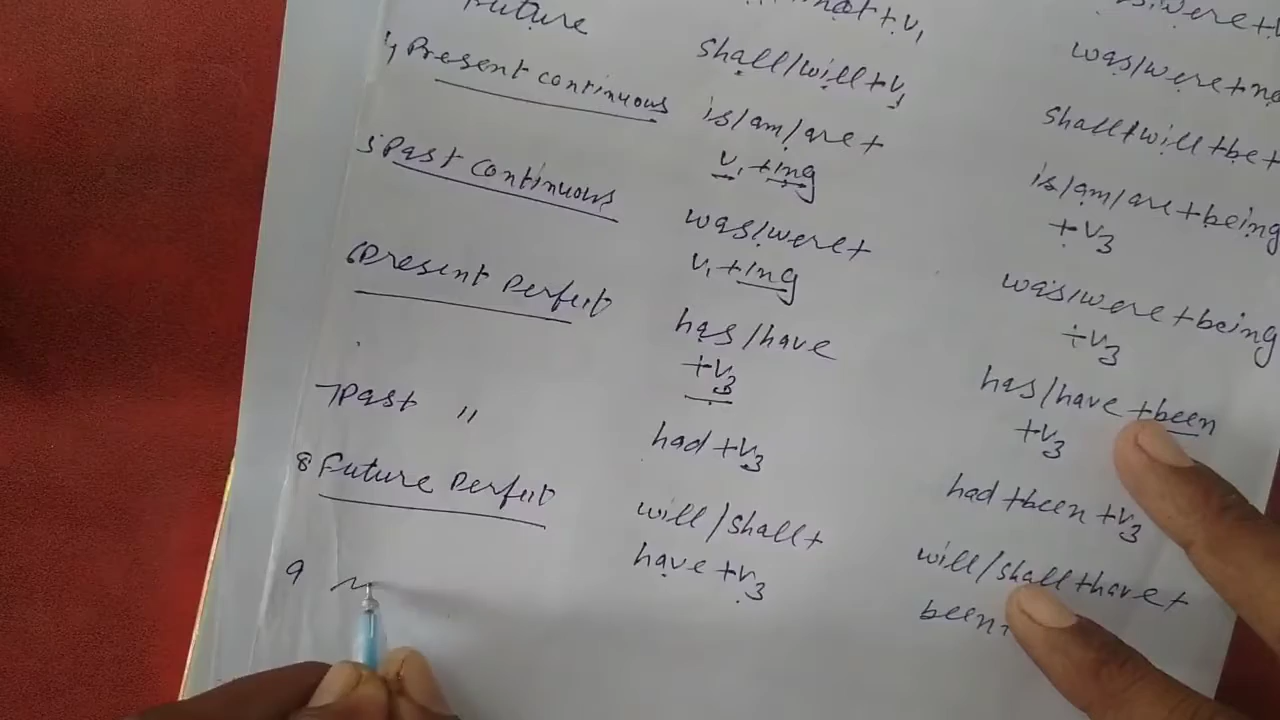 Future
not + v1
was/were + n
shall/will + v1
4) Present continuous
is/am/are +
v1 + ing
shall + will + be +
5) Past Continuous
is/am/are + being
+ v3
was/were +
v1 + ing
6 Present Perfect
was/were + being
+ v3
has/have
+ v3
7 Past "
has/have + been
+ v3
had + v3
8 Future Perfect
had + been + v3
will/shall +
have + v3
will/shall + have +
been +
9